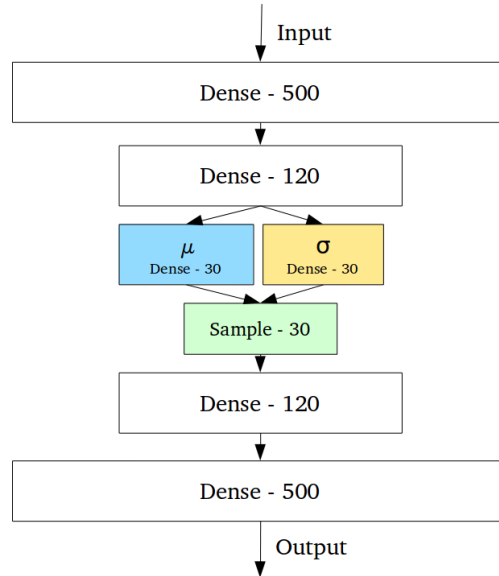 Input
Dense - 500
Dense - 120
μ
Dense - 30
σ
Dense - 30
Sample - 30
Dense - 120
Dense - 500
Output